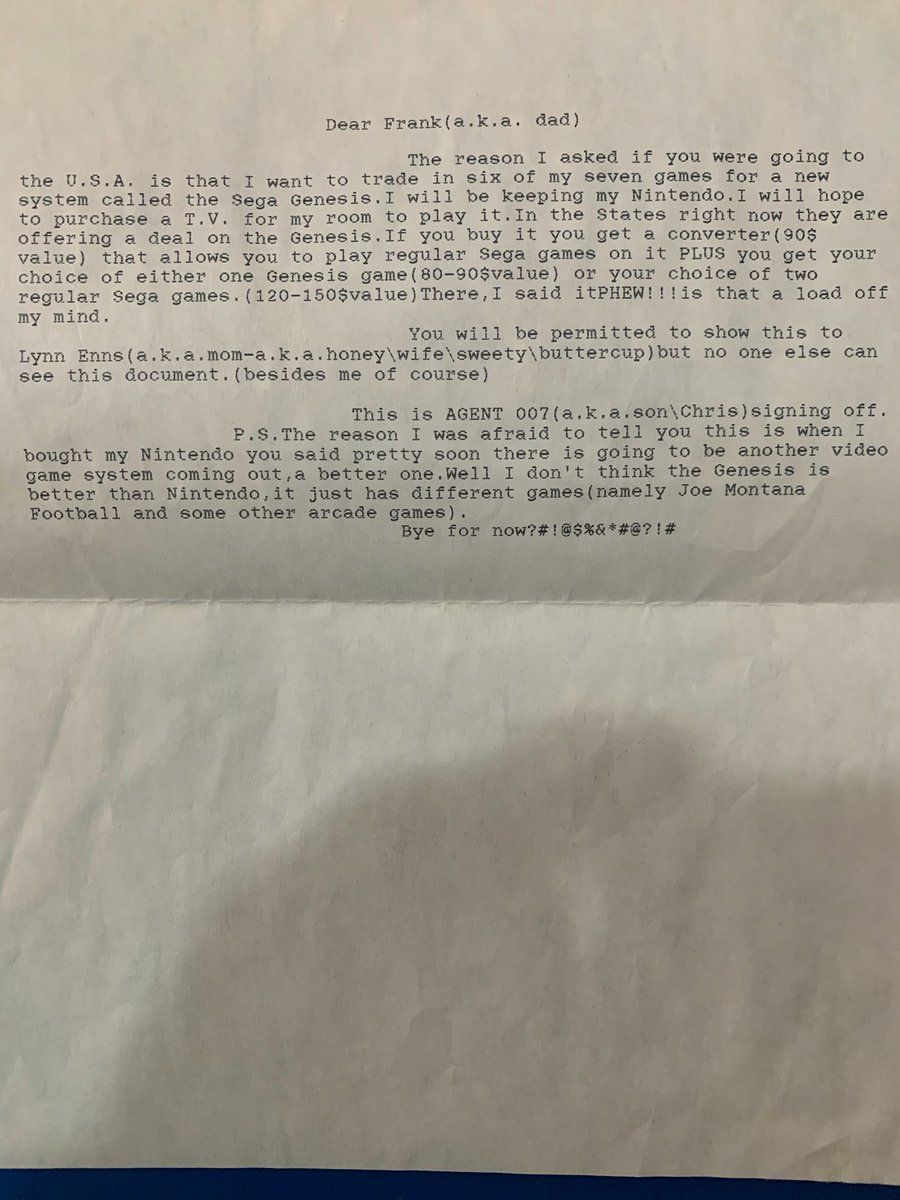 Dear Frank(a.k.a. dad)
The reason I asked if you were going to
the U.S.A. is that I want to trade in six of my seven games for a new
system called the Sega Genesis.I will be keeping my Nintendo.I will hope
to purchase a T.V. for my room to play it.In the States right now they are
offering a deal on the Genesis.If you buy it you get a converter(90$
value) that allows you to play regular Sega games on it PLUS you get your
choice of either one Genesis game(80-90$value) or your choice of two
regular Sega games.(120-150$value)There,I said itPHEW!!!is that a load off
my mind.
You will be permitted to show this to
Lynn Enns(a.k.a.mom-a.k.a.honey\wife\sweety\buttercup)but no one else can
see this document.(besides me of course)
This is AGENT 007(a.k.a.son\Chris)signing off.
P.S.The reason I was afraid to tell you this is when I
bought my Nintendo you said pretty soon there is going to be another video
game system coming out,a better one.Well I don't think the Genesis is
better than Nintendo,it just has different games(namely Joe Montana
Football and some other arcade games).
Bye for now?#!@$%&*#@?!#